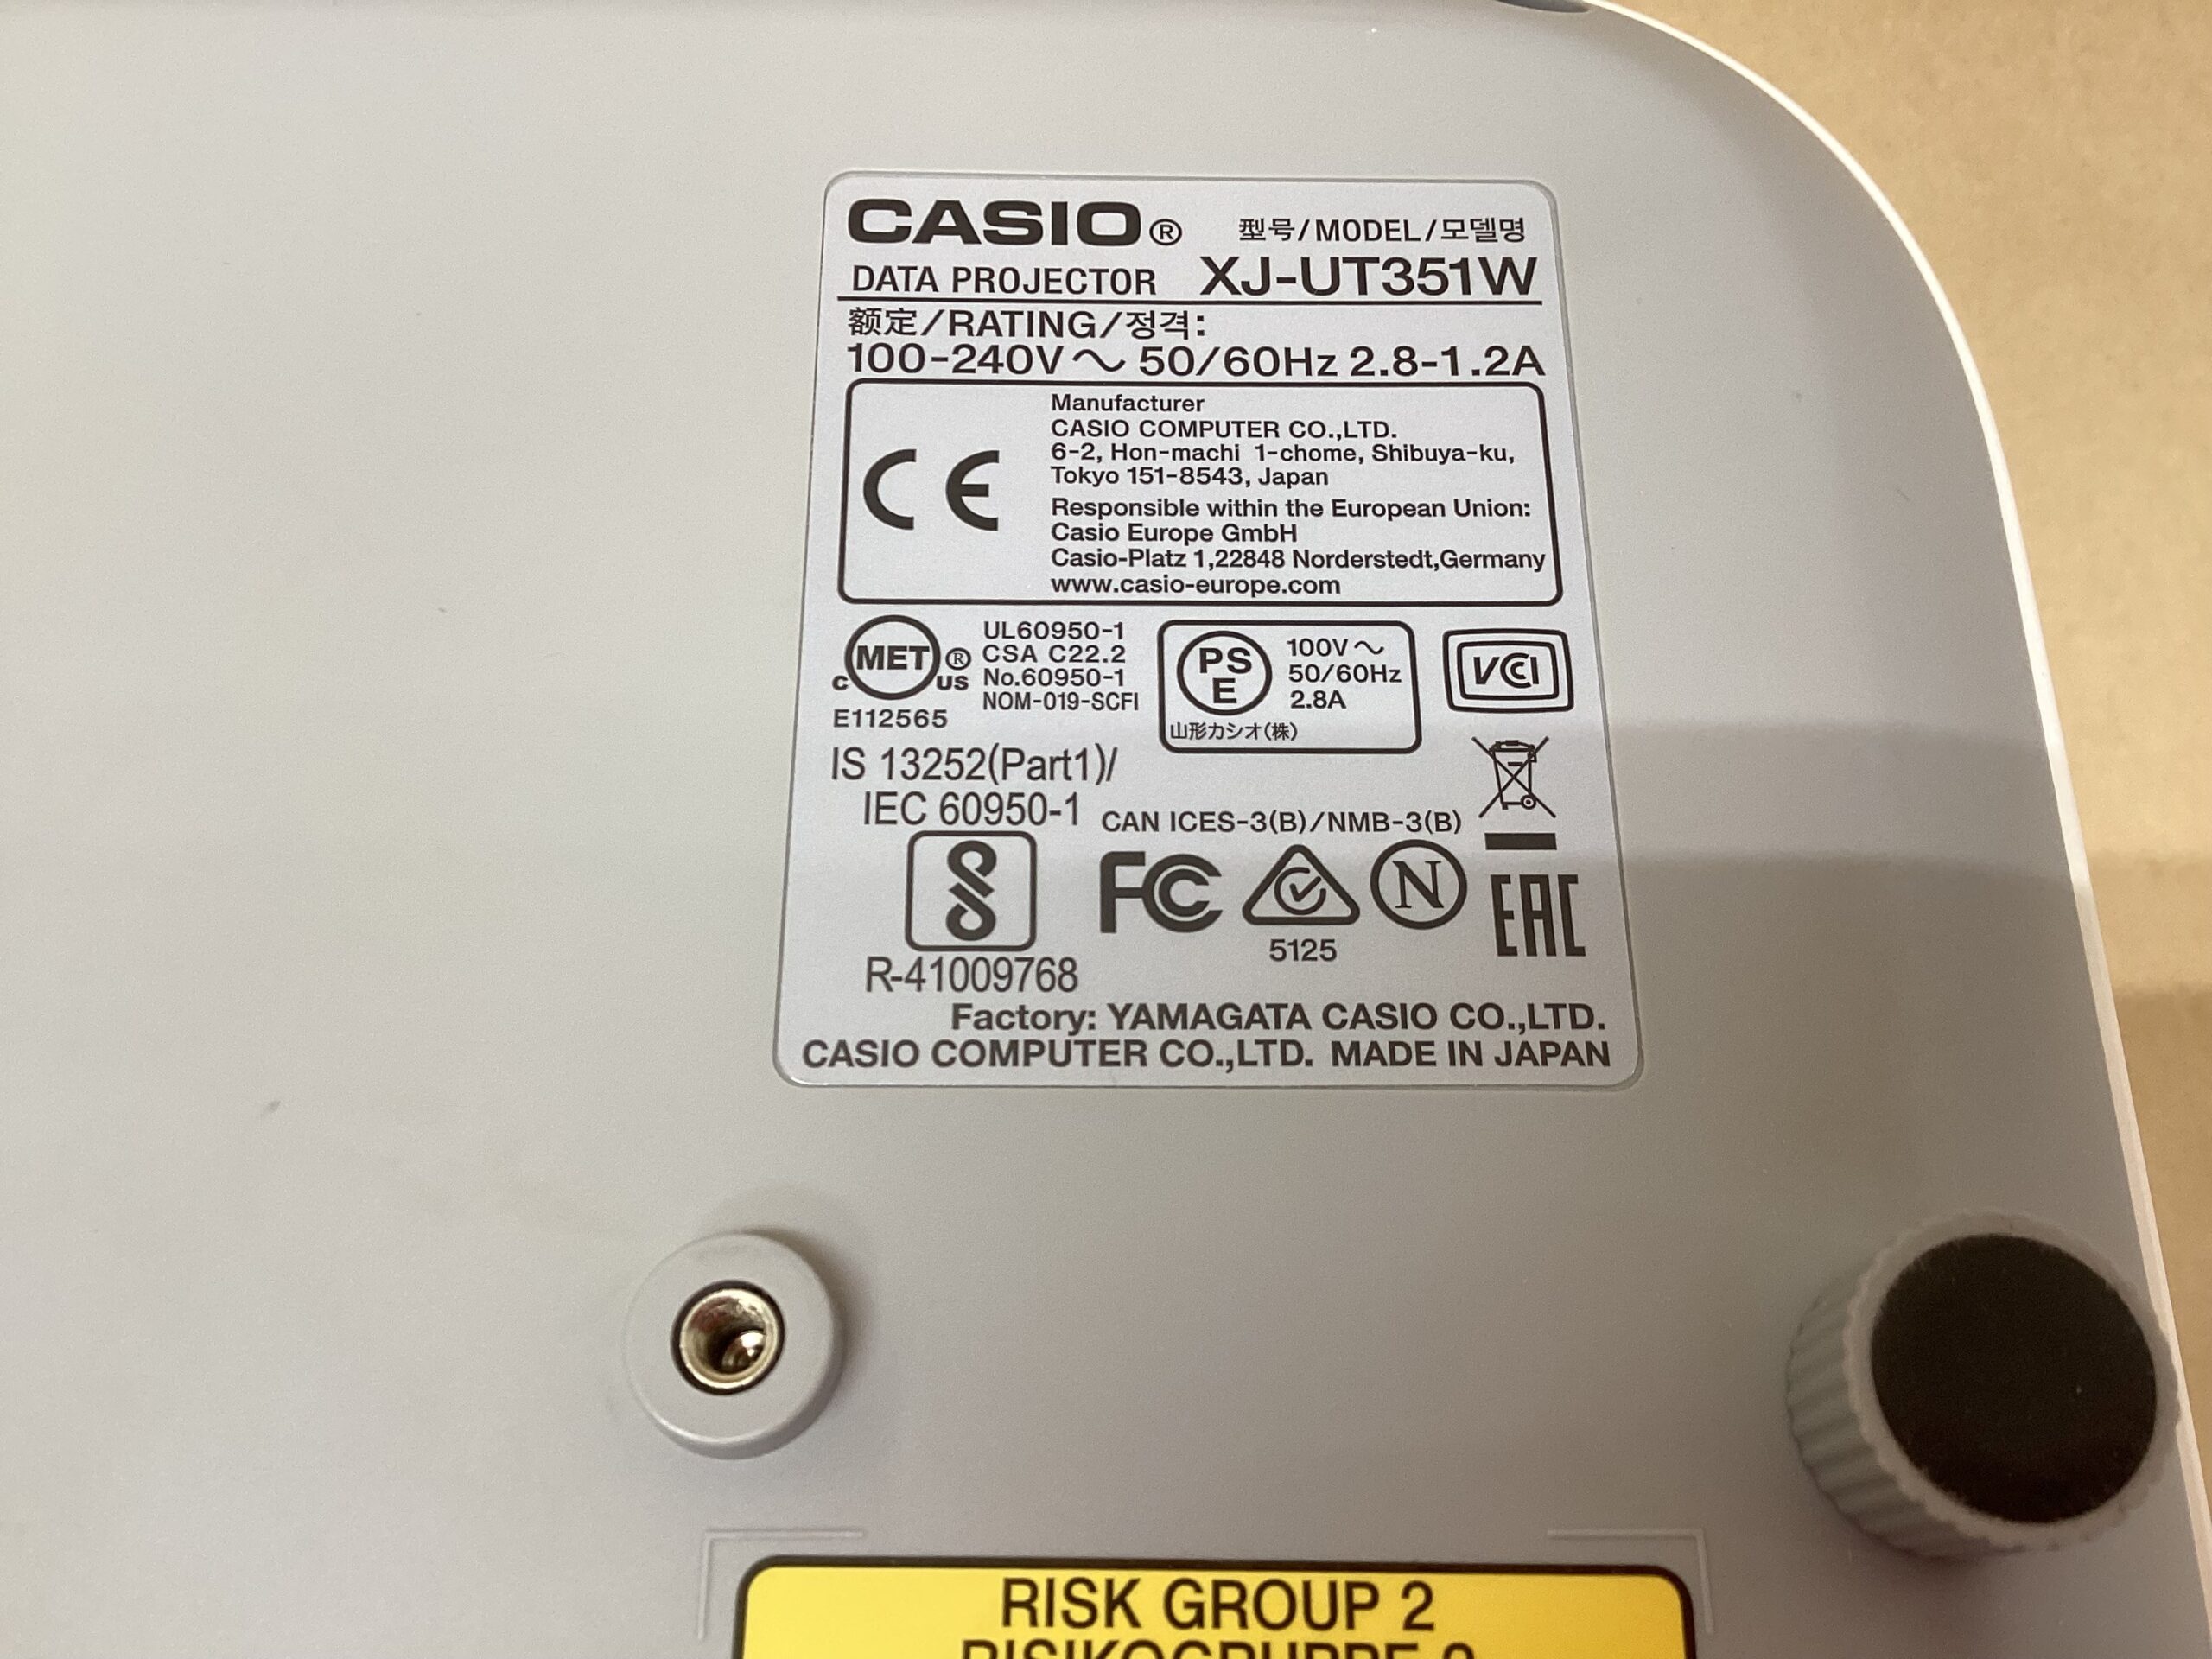 CASIO® 型号/MODEL/모델명
DATA PROJECTOR XJ-UT351W
额定/RATING/정격:
100-240V～ 50/60Hz 2.8-1.2A
CE
Manufacturer
CASIO COMPUTER CO.,LTD.
6-2, Hon-machi 1-chome, Shibuya-ku,
Tokyo 151-8543, Japan
Responsible within the European Union:
Casio Europe GmbH
Casio-Platz 1,22848 Norderstedt,Germany
www.casio-europe.com
C MET® US
E112565
UL60950-1
CSA C22.2
No.60950-1
NOM-019-SCFI
PS
E
100V～
50/60Hz
2.8A
山形カシオ(株)
VCI
IS 13252(Part1)/
IEC 60950-1
CAN ICES-3(B)/NMB-3(B)
R-41009768
FC
5125
N
EAC
Factory: YAMAGATA CASIO CO.,LTD.
CASIO COMPUTER CO.,LTD. MADE IN JAPAN
RISK GROUP 2
RISIKOGRUPPE 2